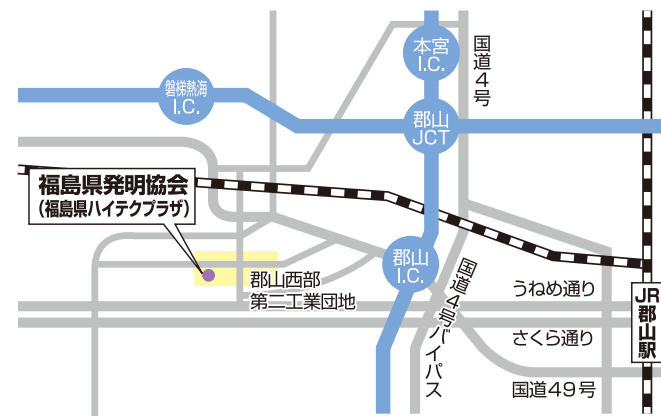 本宮
I.C.
国道4号
磐梯熱海
I.C.
郡山
JCT
福島県発明協会
(福島県ハイテクプラザ)
郡山
I.C.
郡山西部
第二工業団地
国道4号バイパス
うねめ通り
JR郡山駅
さくら通り
国道49号